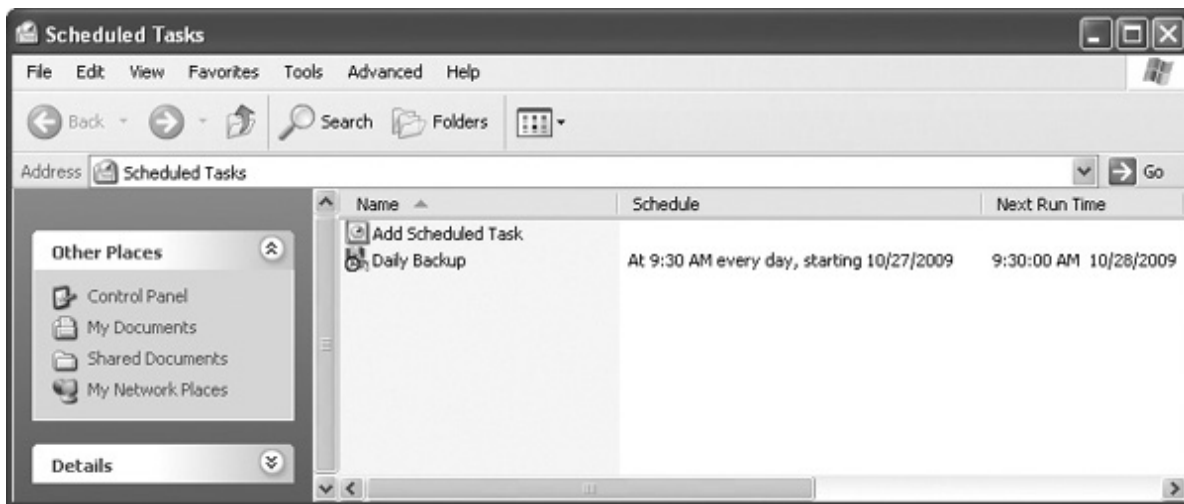 Scheduled Tasks
File Edit View Favorites Tools Advanced Help
Back Search Folders
Address Scheduled Tasks Go
Name Schedule Next Run Time
Add Scheduled Task
Daily Backup At 9:30 AM every day, starting 10/27/2009 9:30:00 AM 10/28/2009
Other Places
Control Panel
My Documents
Shared Documents
My Network Places
Details